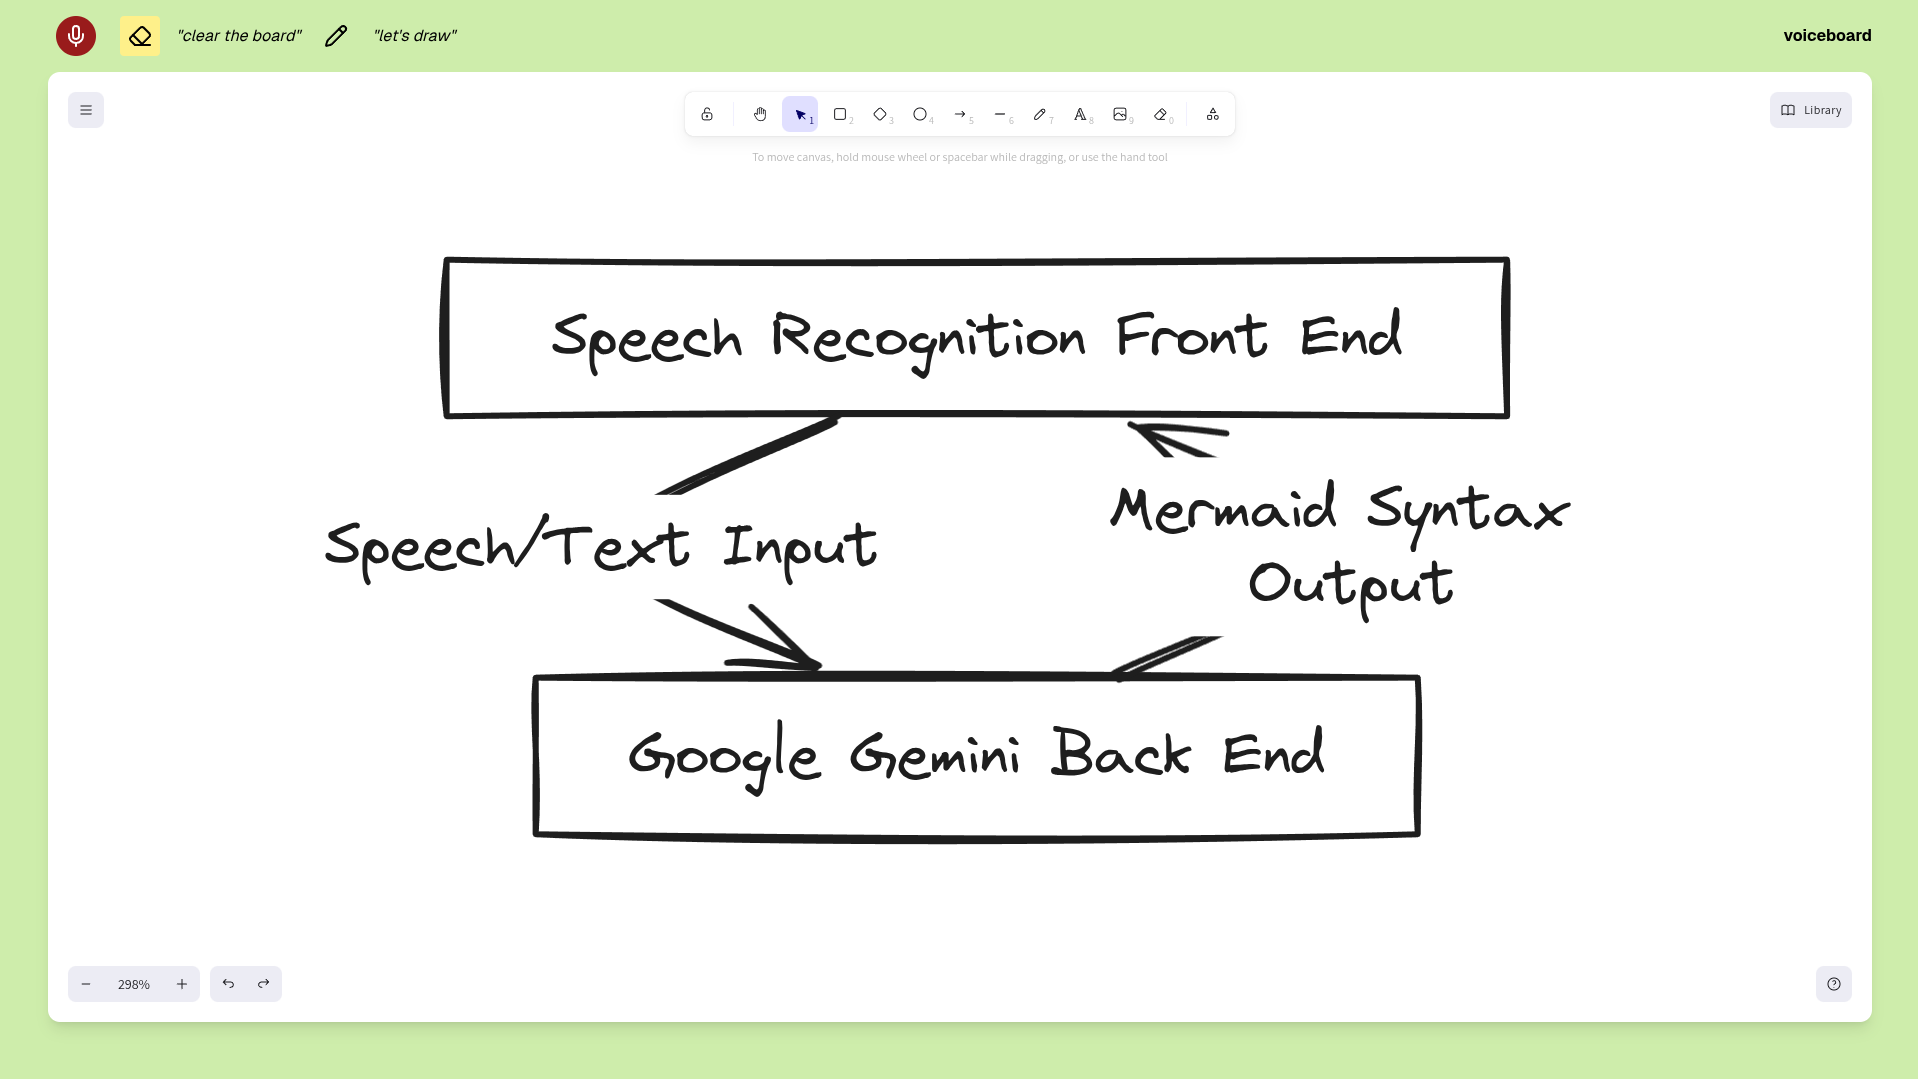 "clear the board" "let's draw" voiceboard
1 2 3 4 5 6 7 8 9 0
Library
To move canvas, hold mouse wheel or spacebar while dragging, or use the hand tool
Speech Recognition Front End
Speech/Text Input
Mermaid Syntax
Output
Google Gemini Back End
298%